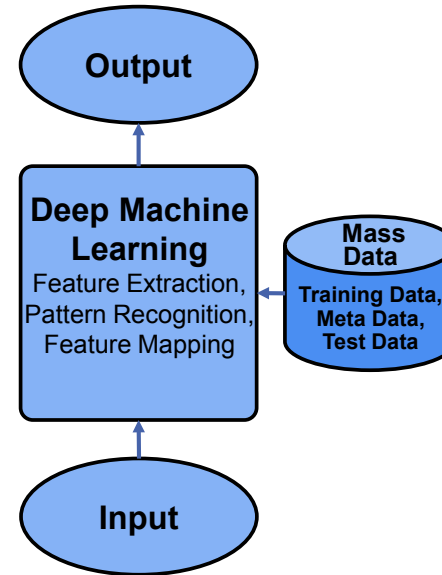 Output
Deep Machine
Learning
Feature Extraction,
Pattern Recognition,
Feature Mapping
Mass
Data
Training Data,
Meta Data,
Test Data
Input